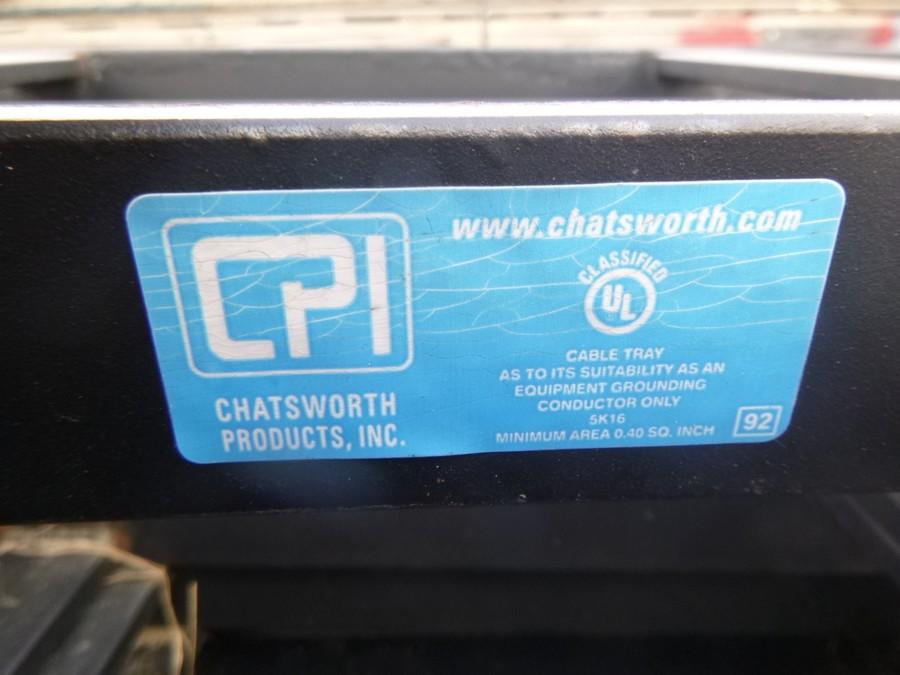 CPI
CHATSWORTH
PRODUCTS, INC.
www.chatsworth.com
CLASSIFIED
UL
CABLE TRAY
AS TO ITS SUITABILITY AS AN
EQUIPMENT GROUNDING
CONDUCTOR ONLY
5K16
MINIMUM AREA 0.40 SQ. INCH
92